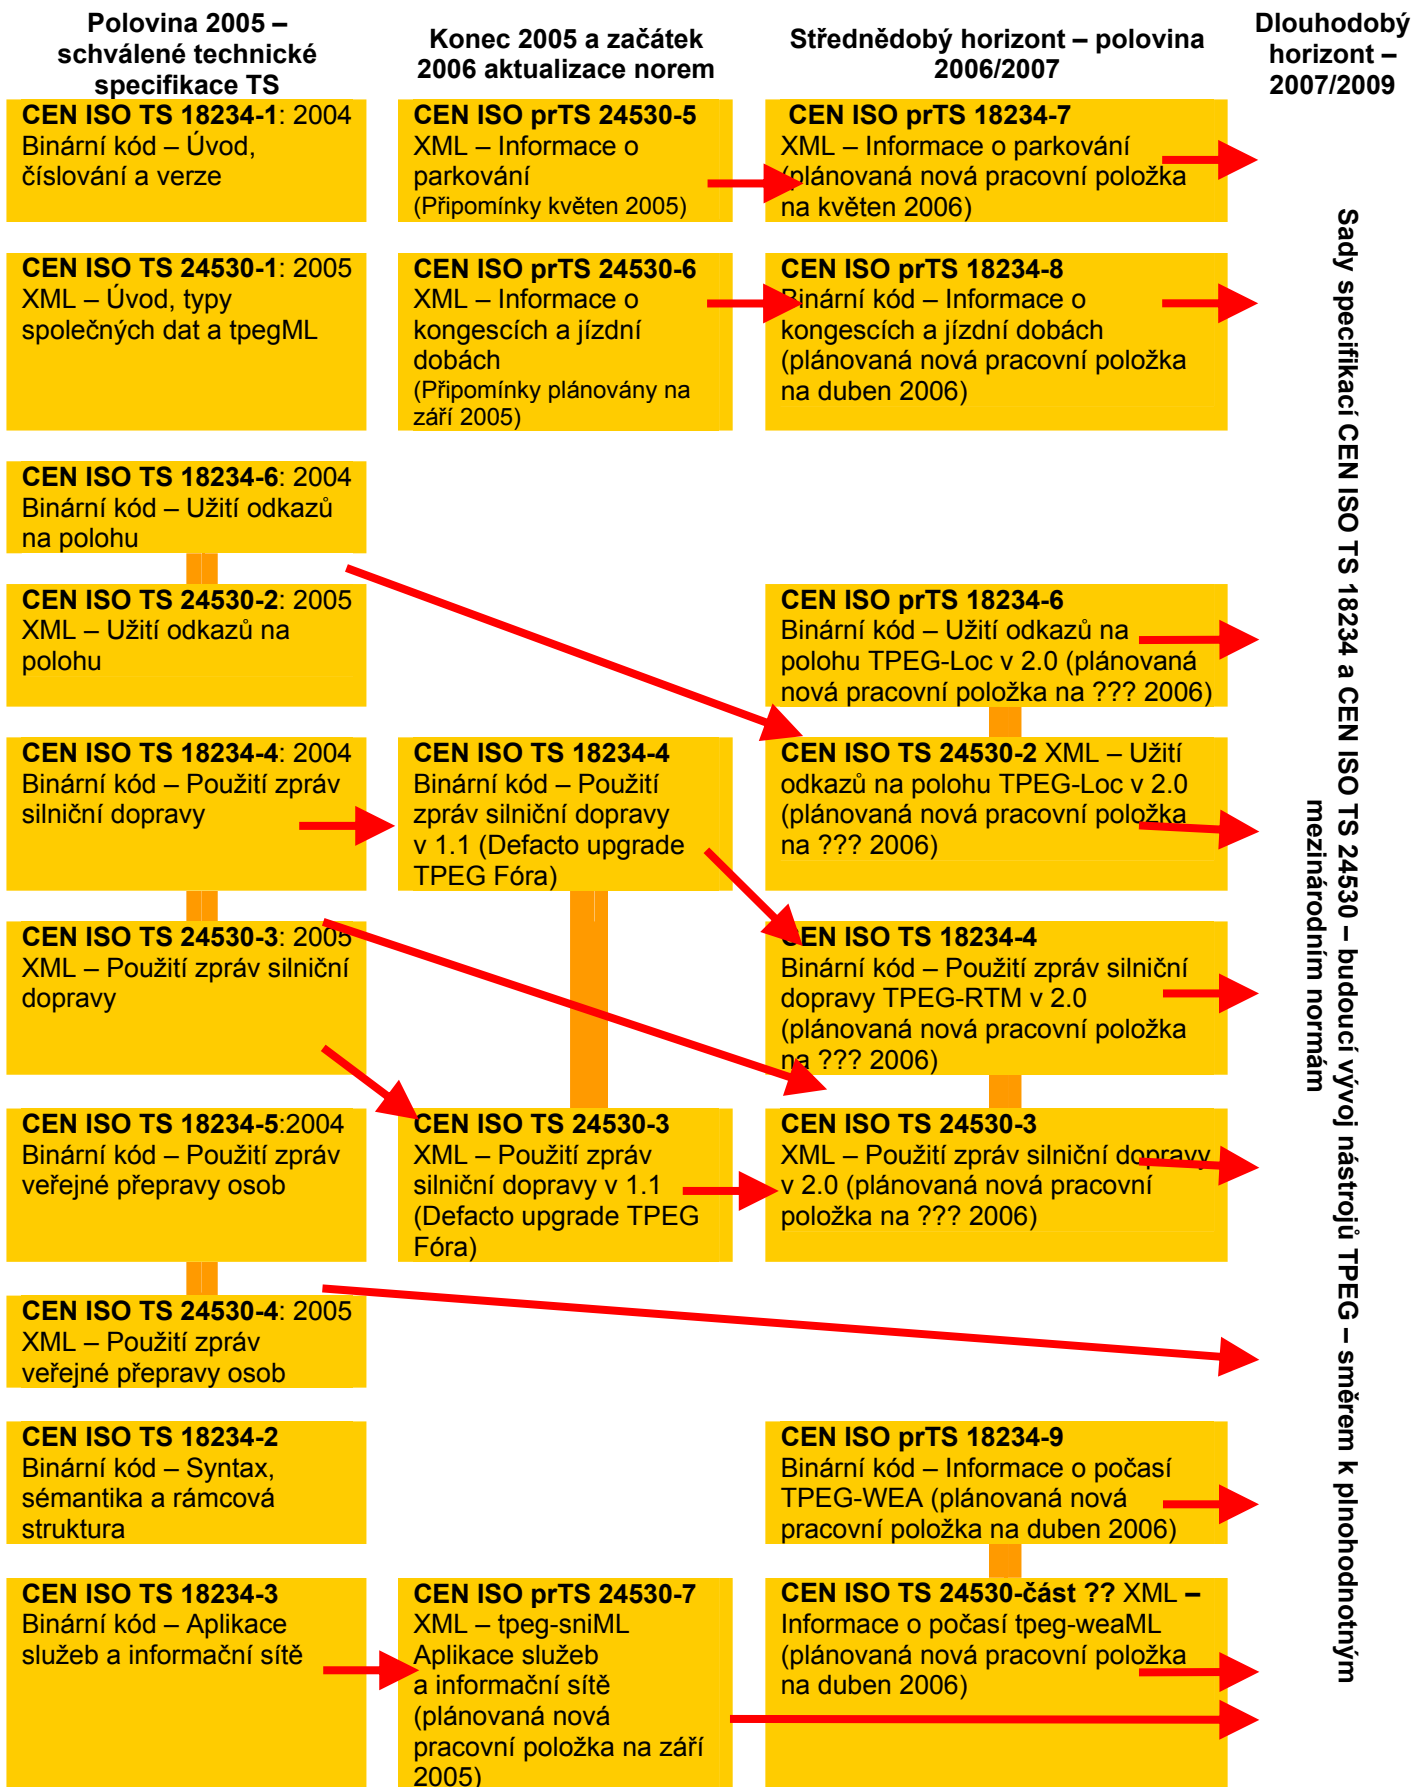 Polovina 2005 –
schválené technické
specifikace TS
Konec 2005 a začátek
2006 aktualizace norem
Střednědobý horizont – polovina
2006/2007
Dlouhodobý
horizont –
2007/2009
CEN ISO TS 18234-1: 2004
Binární kód – Úvod,
číslování a verze
CEN ISO prTS 24530-5
XML – Informace o
parkování
(Připomínky květen 2005)
CEN ISO prTS 18234-7
XML – Informace o parkování
(plánovaná nová pracovní položka
na květen 2006)
CEN ISO TS 24530-1: 2005
XML – Úvod, typy
společných dat a tpegML
CEN ISO prTS 24530-6
XML – Informace o
kongescích a jízdní
dobách
(Připomínky plánovány na
září 2005)
CEN ISO prTS 18234-8
Binární kód – Informace o
kongescích a jízdní dobách
(plánovaná nová pracovní položka
na duben 2006)
CEN ISO TS 18234-6: 2004
Binární kód – Užití odkazů
na polohu
CEN ISO TS 24530-2: 2005
XML – Užití odkazů na
polohu
CEN ISO prTS 18234-6
Binární kód – Užití odkazů na
polohu TPEG-Loc v 2.0 (plánovaná
nová pracovní položka na ??? 2006)
CEN ISO TS 18234-4: 2004
Binární kód – Použití zpráv
silniční dopravy
CEN ISO TS 18234-4
Binární kód – Použití
zpráv silniční dopravy
v 1.1 (Defacto upgrade
TPEG Fóra)
CEN ISO TS 24530-2 XML – Užití
odkazů na polohu TPEG-Loc v 2.0
(plánovaná nová pracovní položka
na ??? 2006)
CEN ISO TS 24530-3: 2005
XML – Použití zpráv silniční
dopravy
CEN ISO TS 18234-4
Binární kód – Použití zpráv silniční
dopravy TPEG-RTM v 2.0
(plánovaná nová pracovní položka
na ??? 2006)
CEN ISO TS 18234-5:2004
Binární kód – Použití zpráv
veřejné přepravy osob
CEN ISO TS 24530-3
XML – Použití zpráv
silniční dopravy v 1.1
(Defacto upgrade TPEG
Fóra)
CEN ISO TS 24530-3
XML – Použití zpráv silniční dopravy
v 2.0 (plánovaná nová pracovní
položka na ??? 2006)
CEN ISO TS 24530-4: 2005
XML – Použití zpráv
veřejné přepravy osob
CEN ISO TS 18234-2
Binární kód – Syntax,
sémantika a rámcová
struktura
CEN ISO prTS 18234-9
Binární kód – Informace o počasí
TPEG-WEA (plánovaná nová
pracovní položka na duben 2006)
CEN ISO TS 18234-3
Binární kód – Aplikace
služeb a informační sítě
CEN ISO prTS 24530-7
XML – tpeg-sniML
Aplikace služeb
a informační sítě
(plánovaná nová
pracovní položka na září
2005)
CEN ISO TS 24530-část ?? XML –
Informace o počasí tpeg-weaML
(plánovaná nová pracovní položka
na duben 2006)
Sady specifikací CEN ISO TS 18234 a CEN ISO TS 24530 – budoucí vývoj nástrojů TPEG – směrem k plnohodnotným
mezinárodním normám